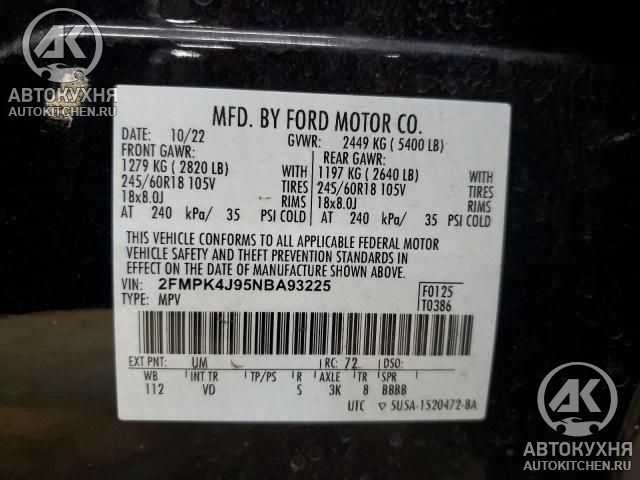 AK
АВТОКУХНЯ
AUTOKITCHEN.RU
MFD. BY FORD MOTOR CO.
DATE: 10/22 GVWR: 2449 KG ( 5400 LB)
FRONT GAWR: REAR GAWR:
1279 KG ( 2820 LB) WITH 1197 KG ( 2640 LB) WITH
245/60R18 105V TIRES 245/60R18 105V TIRES
18x8.0J RIMS 18x8.0J RIMS
AT 240 kPa/ 35 PSI COLD AT 240 kPa/ 35 PSI COLD
THIS VEHICLE CONFORMS TO ALL APPLICABLE FEDERAL MOTOR
VEHICLE SAFETY AND THEFT PREVENTION STANDARDS IN
EFFECT ON THE DATE OF MANUFACTURE SHOWN ABOVE.
VIN: 2FMPK4J95NBA93225 F0125
TYPE: MPV T0386
EXT PNT: UM RC: 72 DSO:
WB INT TR TP/PS R AXLE TR SPR
112 VD S 3K 8 BBBB
UTC ▽ 5U5A-1520472-BA
AK
АВТОКУХНЯ
AUTOKITCHEN.RU